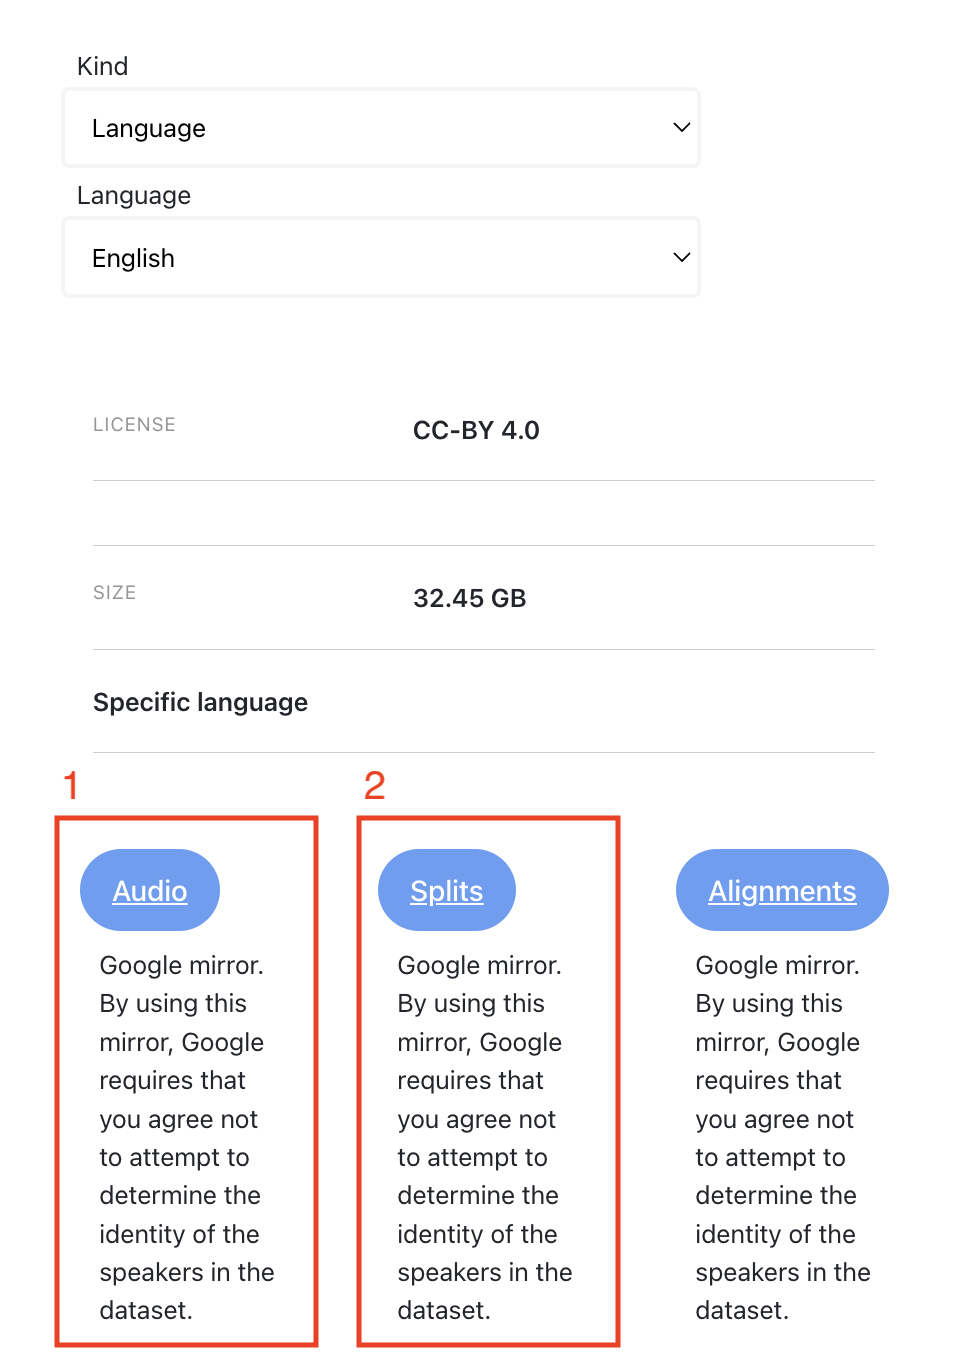 Kind
Language
Language
English
LICENSE
CC-BY 4.0
SIZE
32.45 GB
Specific language
1
Audio
Google mirror.
By using this
mirror, Google
requires that
you agree not
to attempt to
determine the
identity of the
speakers in the
dataset.
2
Splits
Google mirror.
By using this
mirror, Google
requires that
you agree not
to attempt to
determine the
identity of the
speakers in the
dataset.
Alignments
Google mirror.
By using this
mirror, Google
requires that
you agree not
to attempt to
determine the
identity of the
speakers in the
dataset.